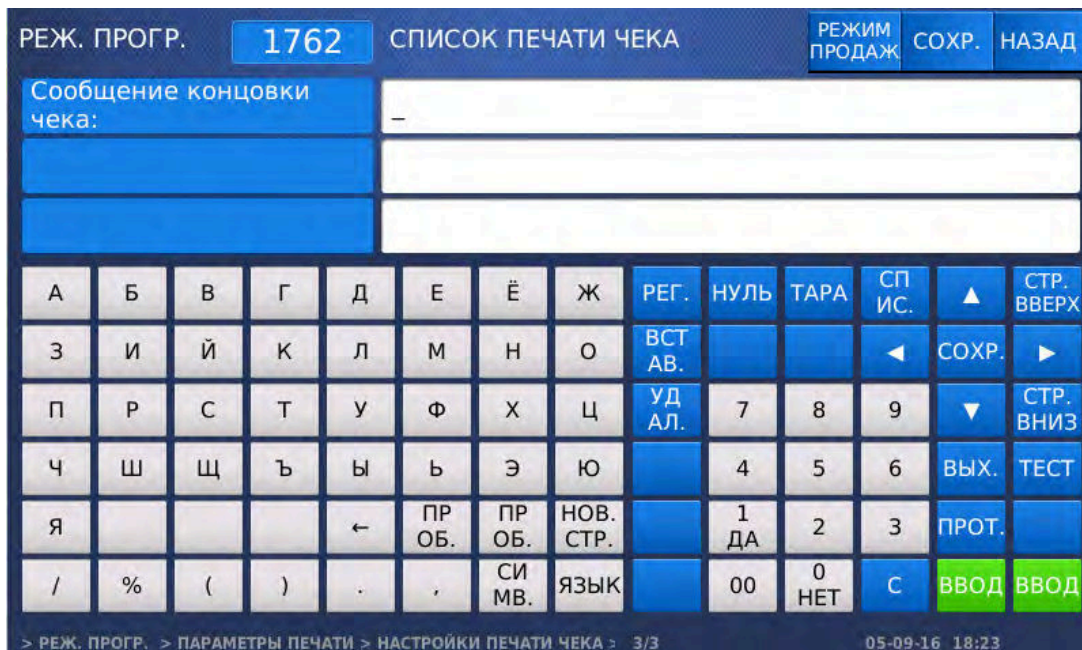 РЕЖ. ПРОГР. 1762 СПИСОК ПЕЧАТИ ЧЕКА РЕЖИМ ПРОДАЖ СОХР. НАЗАД
Сообщение концовки
чека:
_
А Б В Г Д Е Ё Ж РЕГ. НУЛЬ ТАРА СП ИС. ▲ СТР. ВВЕРХ
З И Й К Л М Н О ВСТ АВ. ◀ СОХР. ▶
П Р С Т У Ф Х Ц УД АЛ. 7 8 9 ▼ СТР. ВНИЗ
Ч Ш Щ Ъ Ы Ь Э Ю 4 5 6 ВЫХ. ТЕСТ
Я ← ПР ОБ. ПР ОБ. НОВ. СТР. 1 ДА 2 3 ПРОТ.
/ % ( ) . , СИ МВ. ЯЗЫК 00 0 НЕТ С ВВОД ВВОД
> РЕЖ. ПРОГР. > ПАРАМЕТРЫ ПЕЧАТИ > НАСТРОЙКИ ПЕЧАТИ ЧЕКА > 3/3 05-09-16 18:23